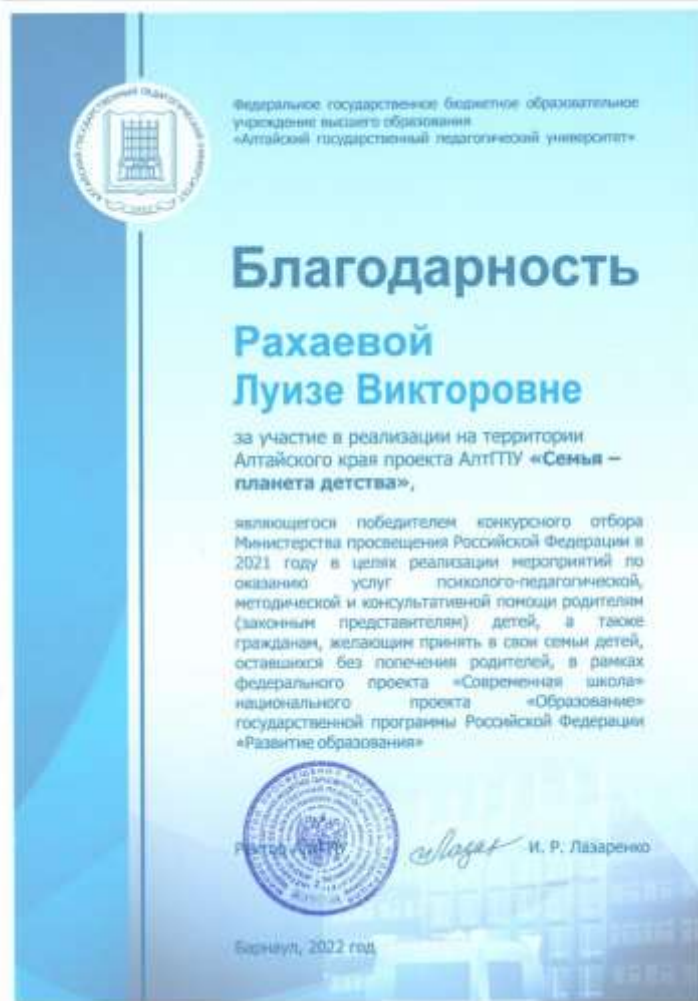 АЛТАЙСКИЙ ГОСУДАРСТВЕННЫЙ ПЕДАГОГИЧЕСКИЙ УНИВЕРСИТЕТ
Федеральное государственное бюджетное образовательное
учреждение высшего образования
«Алтайский государственный педагогический университет»
Благодарность
Рахаевой
Луизе Викторовне
за участие в реализации на территории
Алтайского края проекта АлтГПУ «Семья –
планета детства»,
являющегося победителем конкурсного отбора
Министерства просвещения Российской Федерации в
2021 году в целях реализации мероприятий по
оказанию услуг психолого-педагогической,
методической и консультативной помощи родителям
(законным представителям) детей, а также
гражданам, желающим принять в свои семьи детей,
оставшихся без попечения родителей, в рамках
федерального проекта «Современная школа»
национального проекта «Образование»
государственной программы Российской Федерации
«Развитие образования»
Ректор АлтГПУ
И. Р. Лазаренко
Барнаул, 2022 год